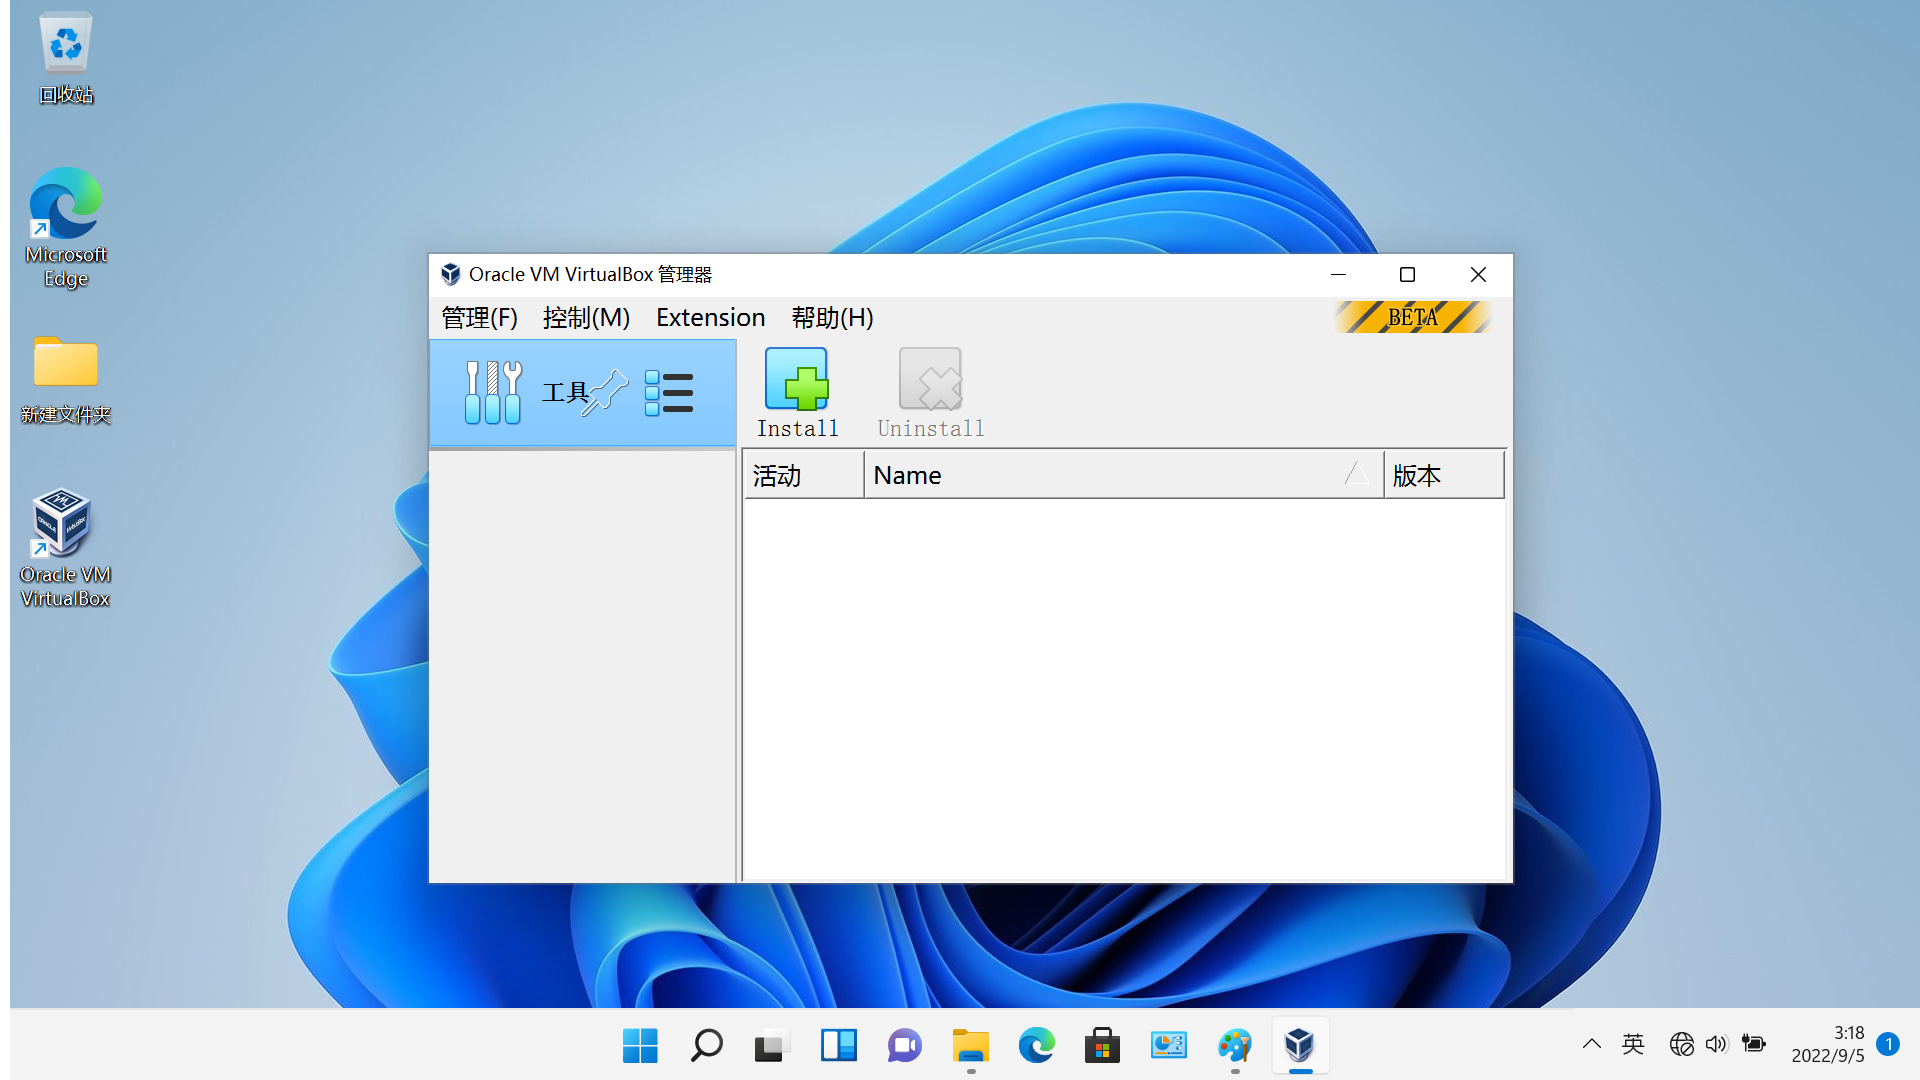 回收站
Microsoft
Edge
新建文件夹
Oracle VM
VirtualBox
Oracle VM VirtualBox 管理器
管理(F) 控制(M) Extension 帮助(H)
BETA
工具
Install Uninstall
活动 Name 版本
英
3:18
2022/9/5
1